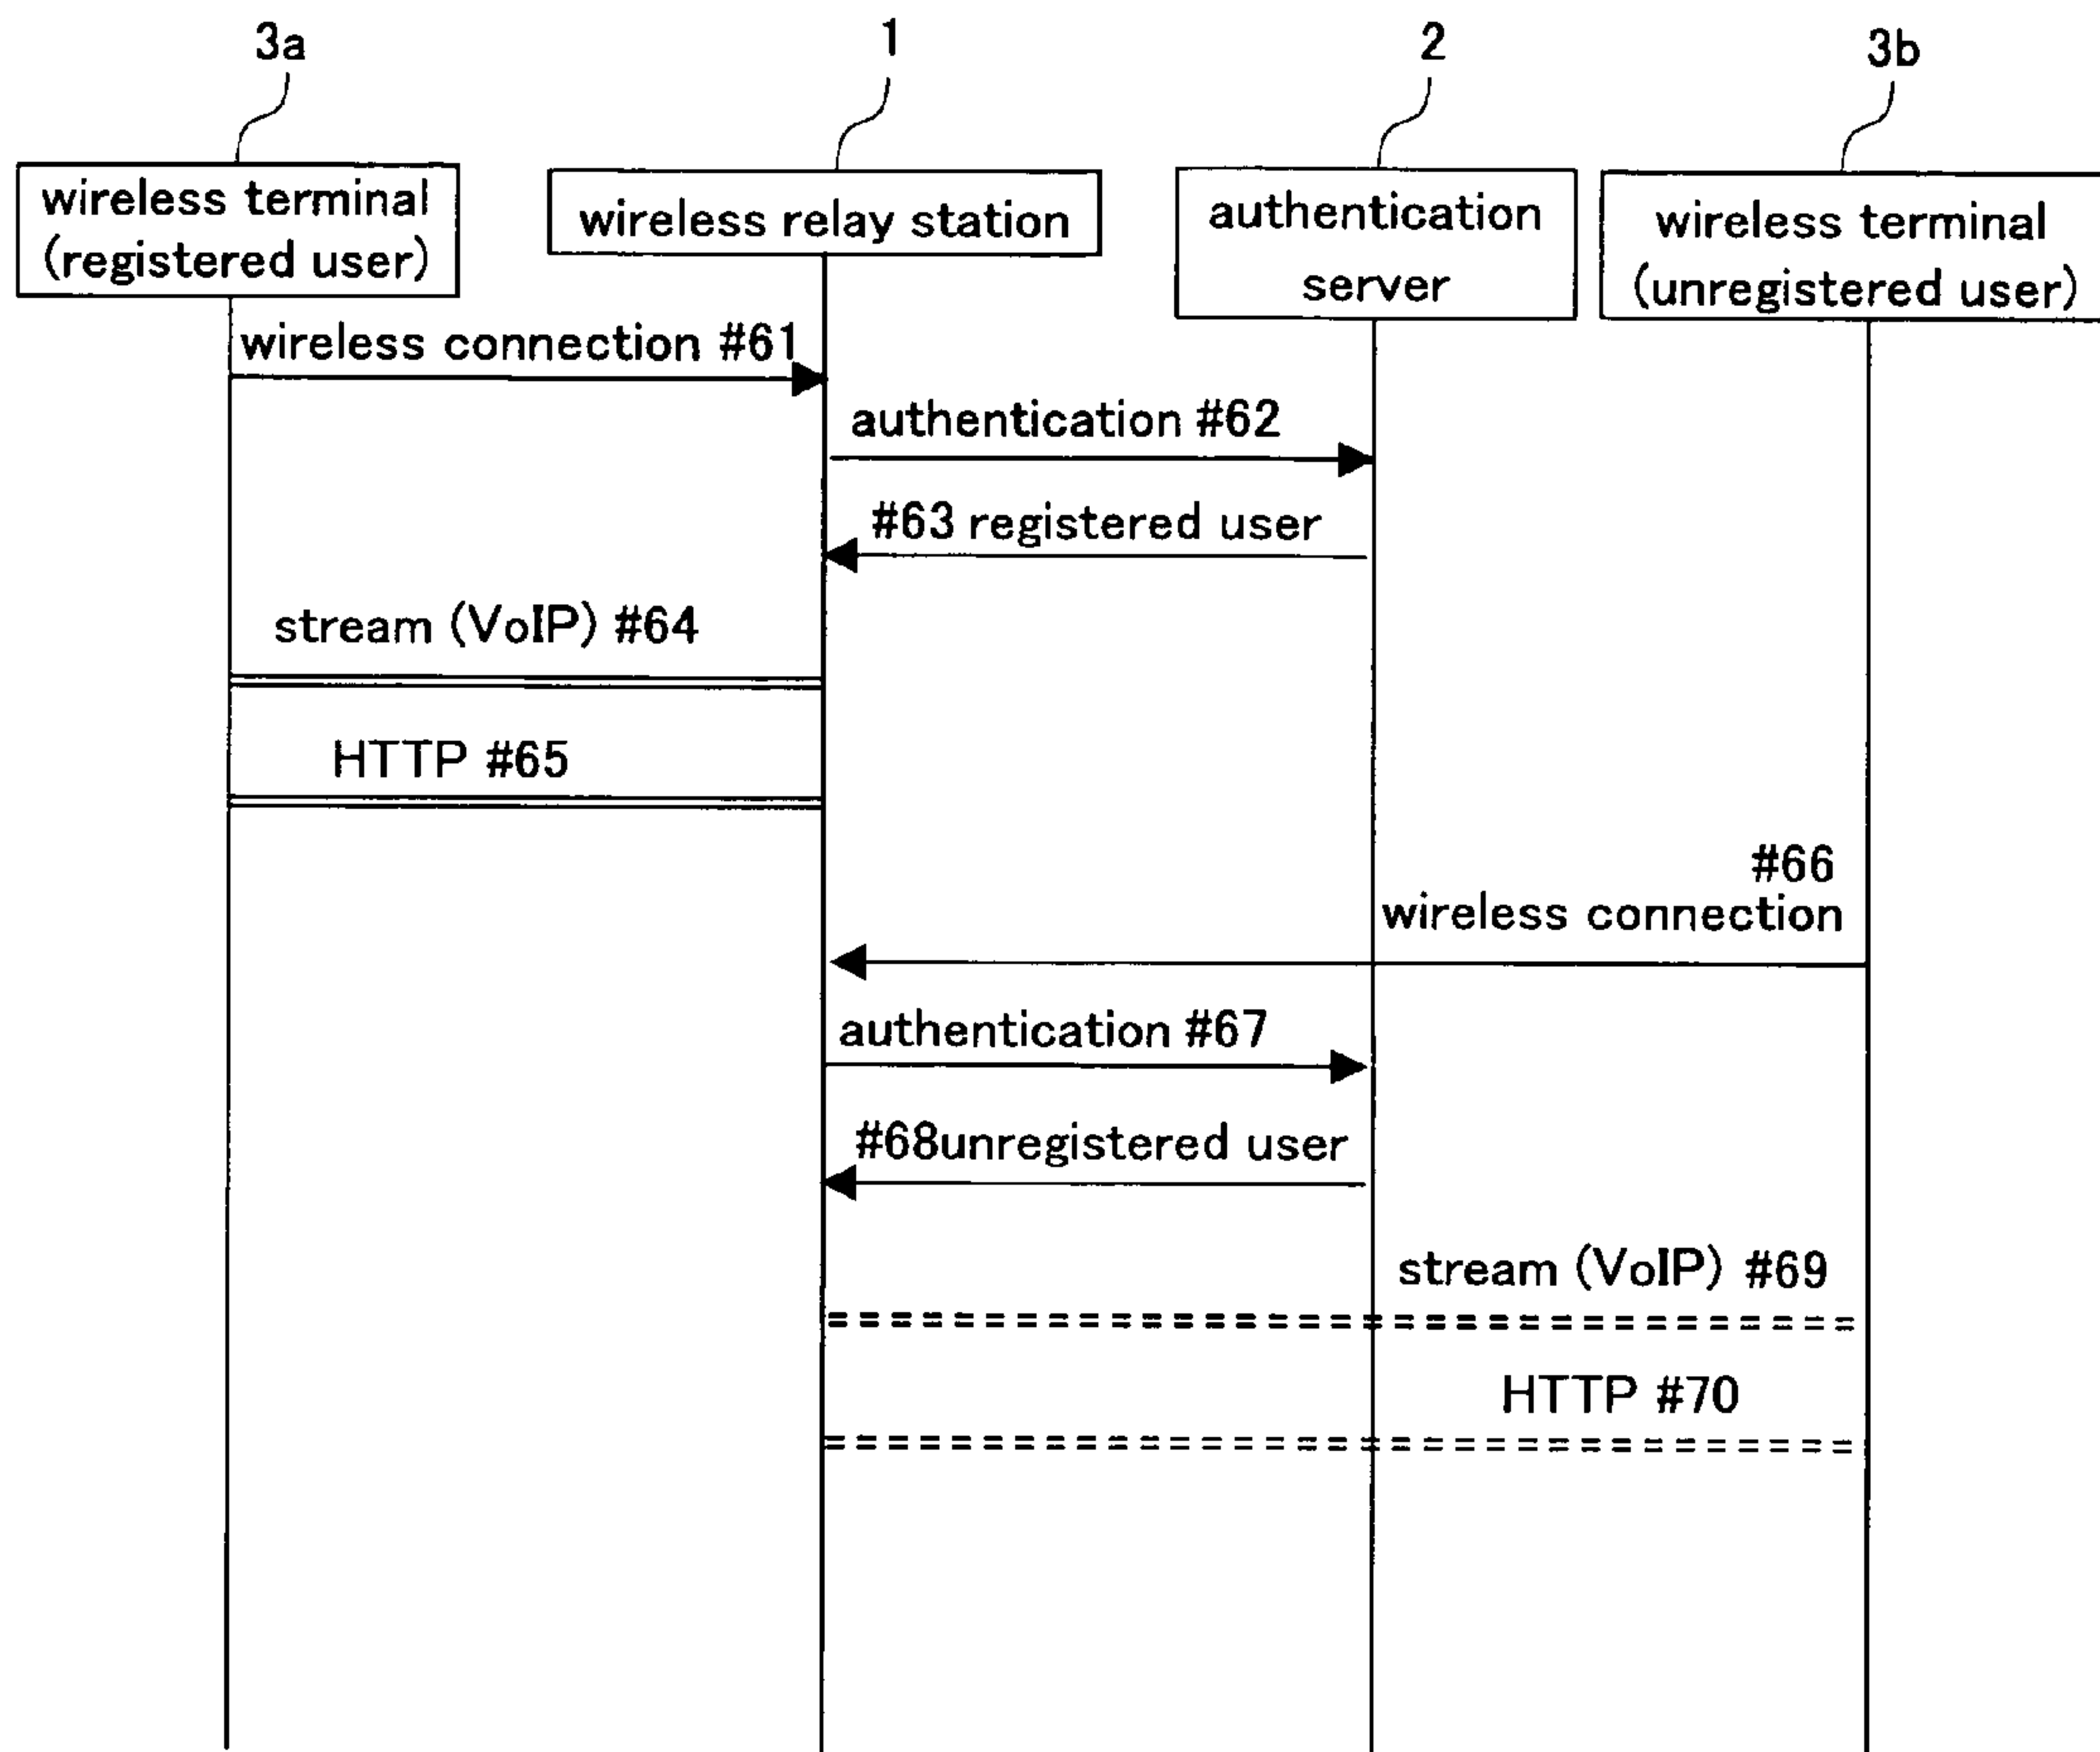 3a
1
2
3b
wireless terminal
(registered user)
wireless relay station
authentication
server
wireless terminal
(unregistered user)
wireless connection #61
authentication #62
#63 registered user
stream (VoIP) #64
HTTP #65
#66
wireless connection
authentication #67
#68unregistered user
stream (VoIP) #69
HTTP #70